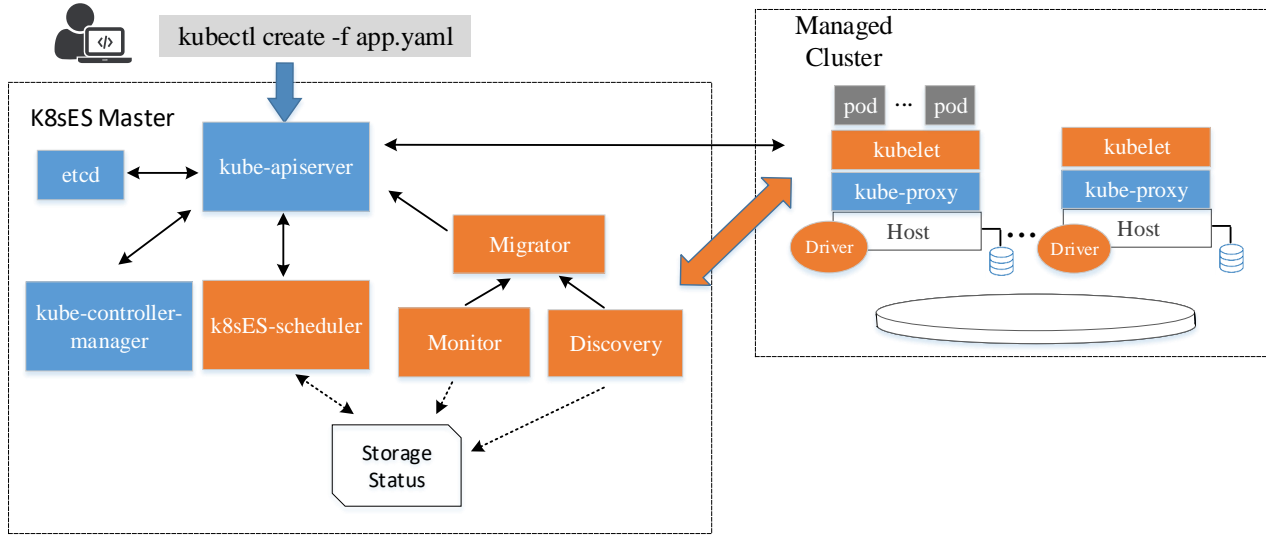 kubectl create -f app.yaml
K8sES Master
kube-apiserver
etcd
Migrator
kube-controller-
manager
k8sES-scheduler
Monitor
Discovery
Storage
Status
Managed
Cluster
pod ... pod
kubelet
kube-proxy
Host
Driver
...
kubelet
kube-proxy
Host
Driver